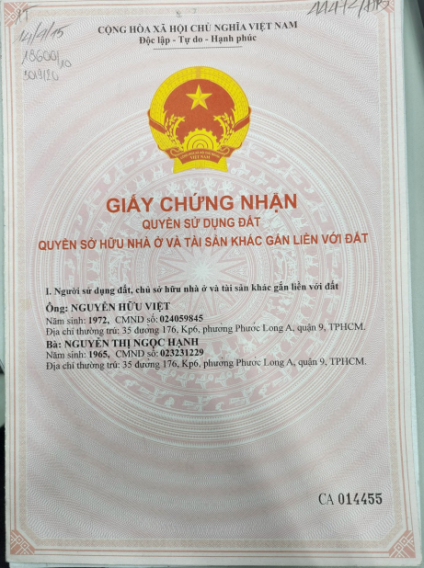 14/9/15
CỘNG HÒA XÃ HỘI CHỦ NGHĨA VIỆT NAM
Độc lập - Tự do - Hạnh phúc
VIỆT NAM
GIẤY CHỨNG NHẬN
QUYỀN SỬ DỤNG ĐẤT
QUYỀN SỞ HỮU NHÀ Ở VÀ TÀI SẢN KHÁC GẮN LIỀN VỚI ĐẤT
I. Người sử dụng đất, chủ sở hữu nhà ở và tài sản khác gắn liền với đất
Ông: NGUYỄN HỮU VIỆT
Năm sinh: 1972, CMND số: 024059845
Địa chỉ thường trú: 35 đường 176, Kp6, phường Phước Long A, quận 9, TPHCM.
Bà: NGUYỄN THỊ NGỌC HẠNH
Năm sinh: 1965, CMND số: 023231229
Địa chỉ thường trú: 35 đường 176, Kp6, phường Phước Long A, quận 9, TPHCM.
CA 014455